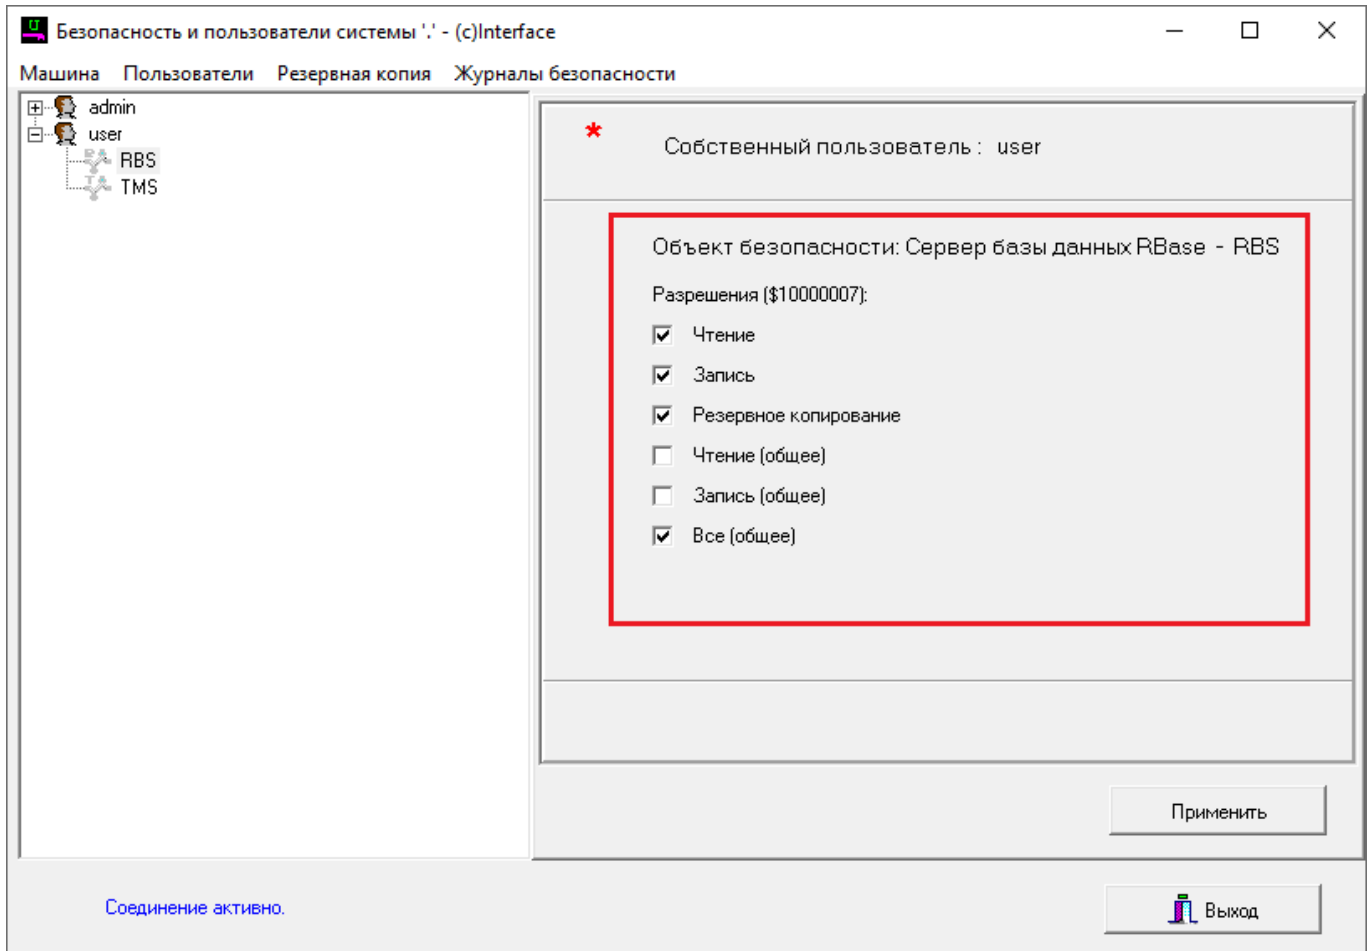 Безопасность и пользователи системы '.' - (c)Interface
Машина Пользователи Резервная копия Журналы безопасности
admin
user
RBS
TMS
* Собственный пользователь : user
Объект безопасности: Сервер базы данных RBase - RBS
Разрешения ($10000007):
Чтение
Запись
Резервное копирование
Чтение (общее)
Запись (общее)
Все (общее)
Применить
Соединение активно.
Выход